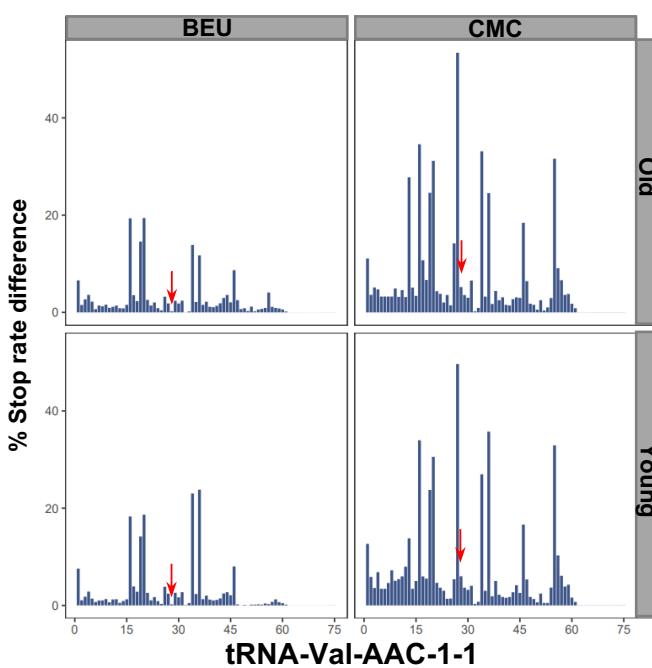 BEU CMC
% Stop rate difference
40
20
0
Old
40
20
0
Young
0 15 30 45 60 75 0 15 30 45 60 75
tRNA-Val-AAC-1-1